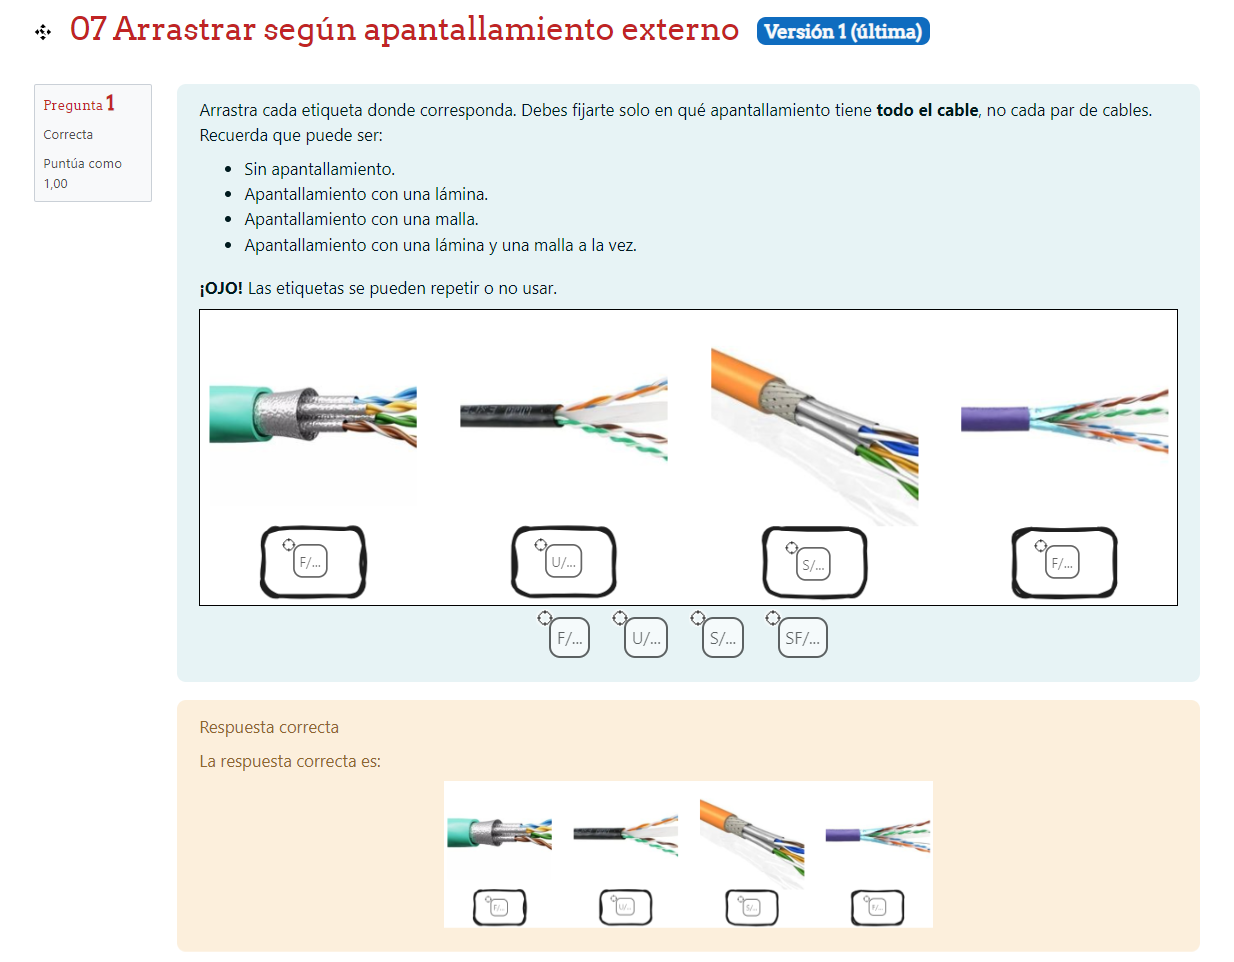 07 Arrastrar según apantallamiento externo Versión 1 (última)
Pregunta 1
Correcta
Puntúa como
1,00
Arrastra cada etiqueta donde corresponda. Debes fijarte solo en qué apantallamiento tiene todo el cable, no cada par de cables.
Recuerda que puede ser:
Sin apantallamiento.
Apantallamiento con una lámina.
Apantallamiento con una malla.
Apantallamiento con una lámina y una malla a la vez.
¡OJO! Las etiquetas se pueden repetir o no usar.
F/... U/... S/... F/...
F/... U/... S/... SF/...
Respuesta correcta
La respuesta correcta es:
F/... U/... S/... F/...